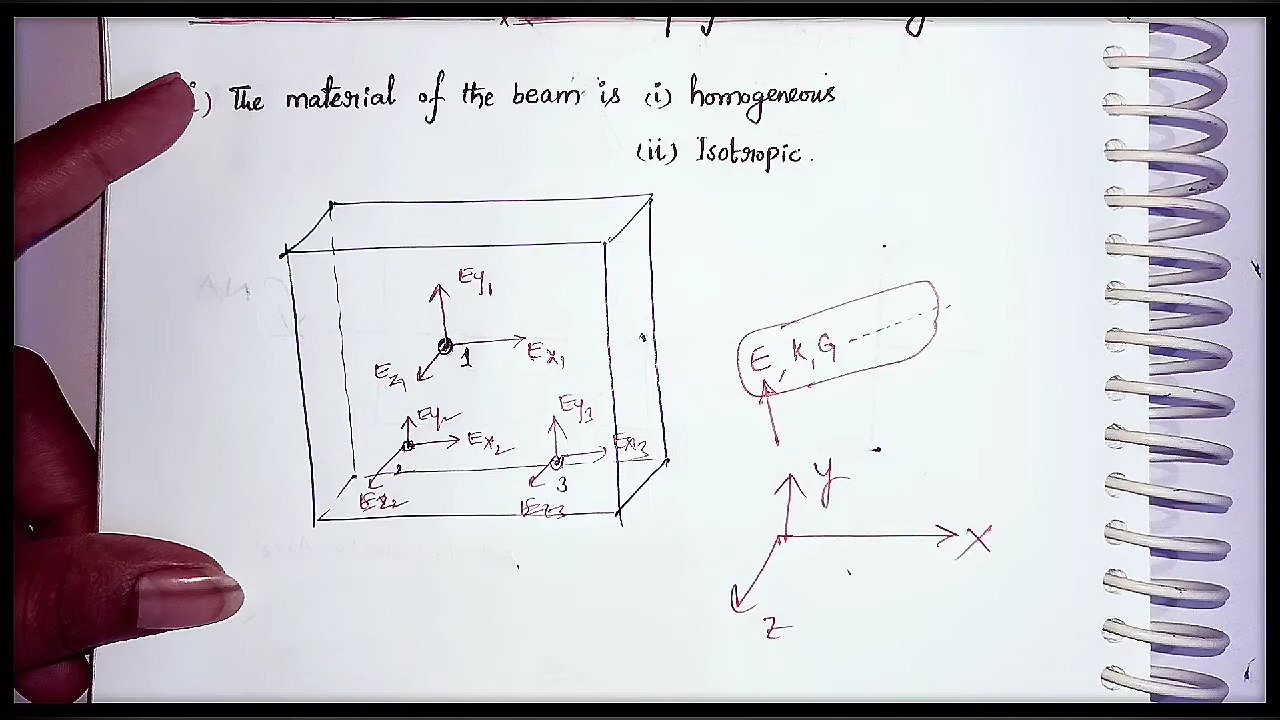 i) The material of the beam is (i) homogeneous
(ii) Isotropic.
Ey1
Ex1
Ez1
1
Ey2
Ex2
Ez2
2
Ey3
Ex3
Ez3
3
E, K, G
y
x
z